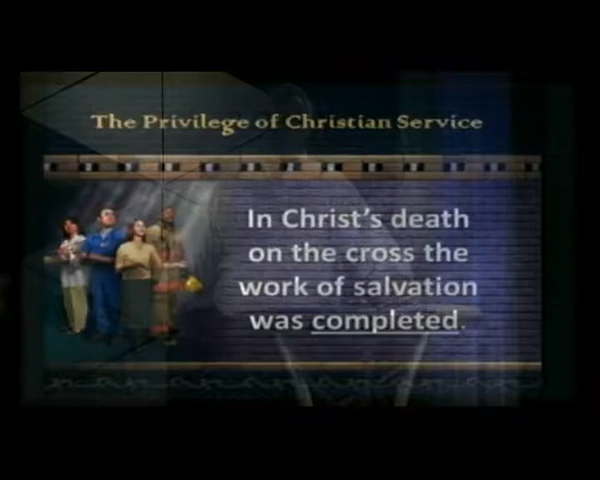 The Privilege of Christian Service
In Christ's death
on the cross the
work of salvation
was completed.